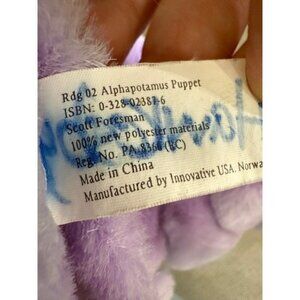 Rdg 02 Alphapotamus Puppet
ISBN: 0-328-02387-6
Scott Foresman
100% new polyester materials
Reg. No. PA-8366 (BC)
Made in China
Manufactured by Innovative USA. Norwa